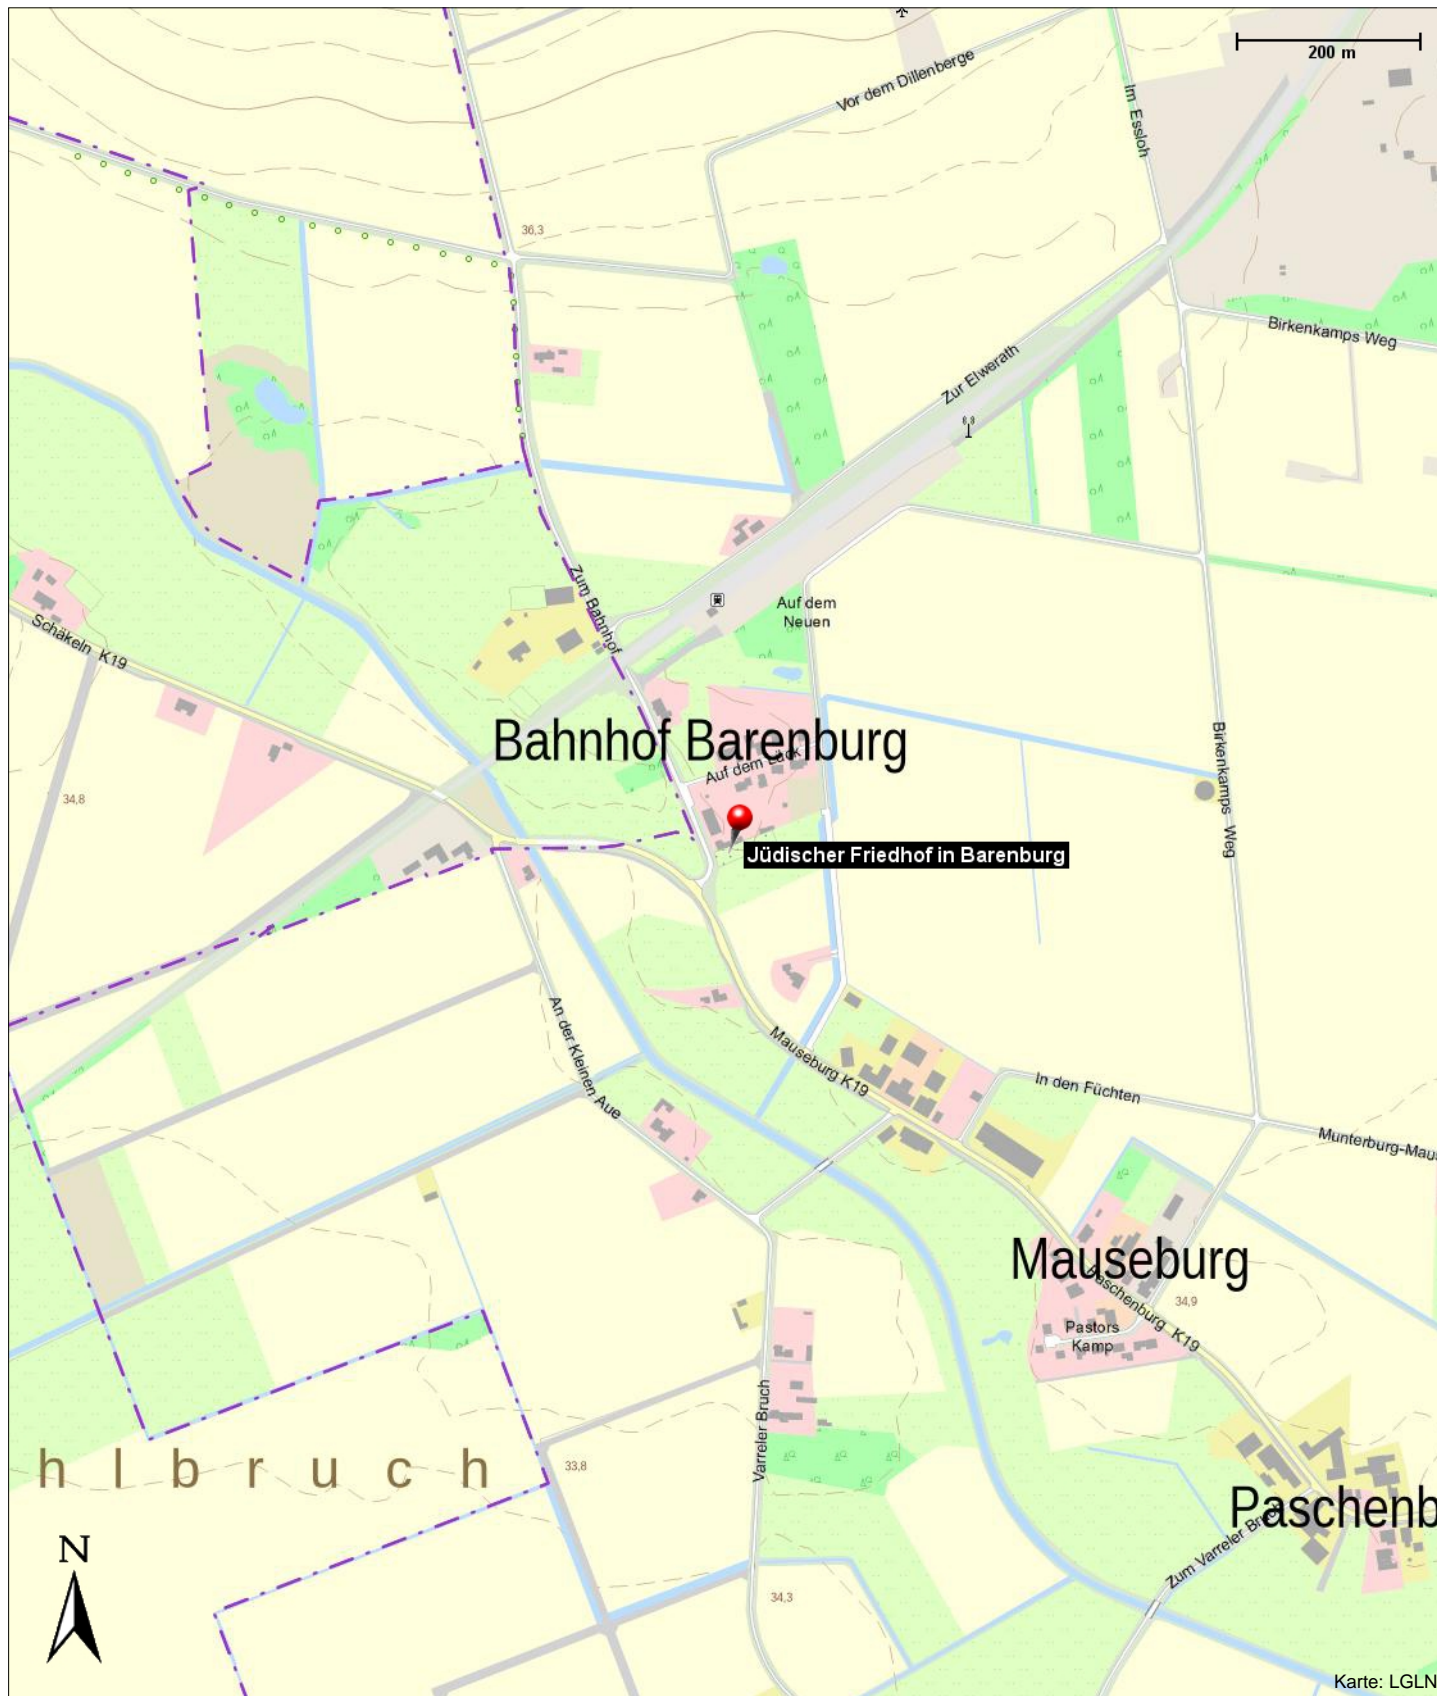 200 m
Vor dem Dillenberge
Im Essloh
36,3
Birkenkamps Weg
Zur Elwerath
Zum Bahnhof
Auf dem
Neuen
Schäkeln K19
Bahnhof Barenburg
Auf dem Lück
Birkenkamps Weg
34,8
Jüdischer Friedhof in Barenburg
An der Kleinen Aue
Mauseburg K19
In den Füchten
Munterburg-Maus
Mauseburg
Paschenburg K19
34,9
Pastors
Kamp
Varreler Bruch
hlbruch
33,8
Paschenb
Zum Varreler Bruch
N
34,3
Karte: LGLN